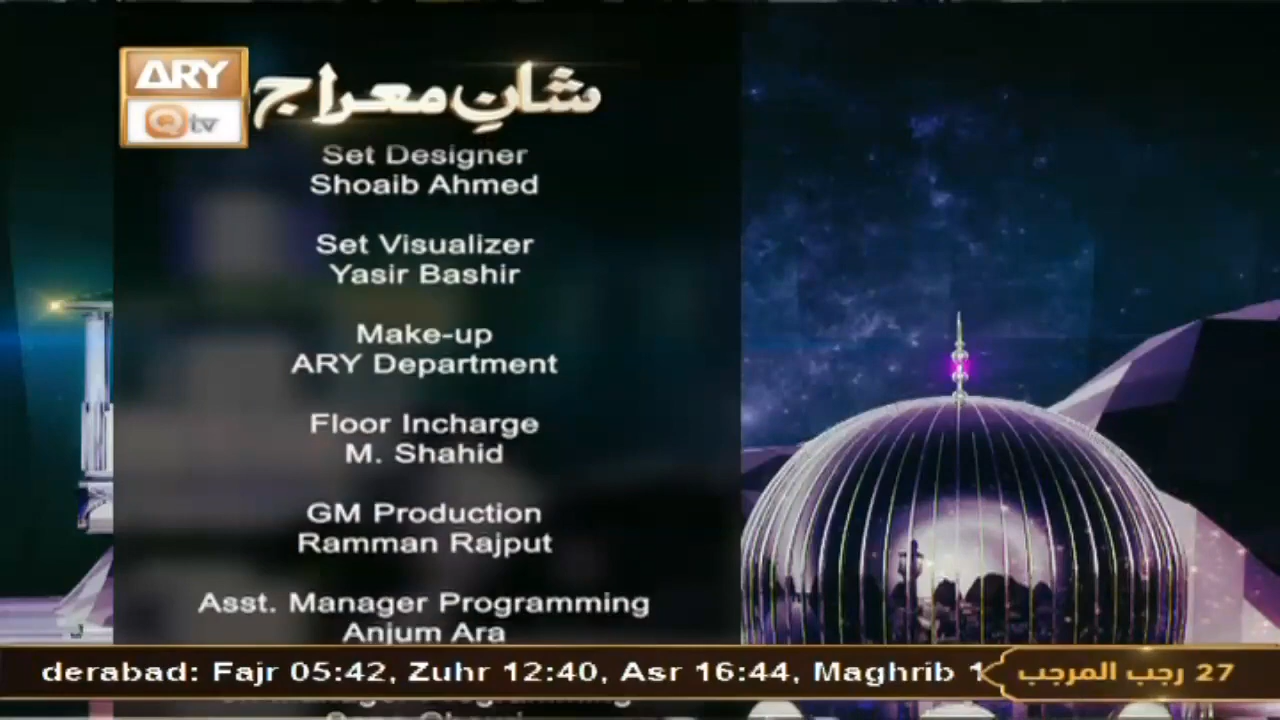 ARY
Qtv
شانِ معراج
Set Designer
Shoaib Ahmed
Set Visualizer
Yasir Bashir
Make-up
ARY Department
Floor Incharge
M. Shahid
GM Production
Ramman Rajput
Asst. Manager Programming
Anjum Ara
derabad: Fajr 05:42, Zuhr 12:40, Asr 16:44, Maghrib 1
27 رجب المرجب